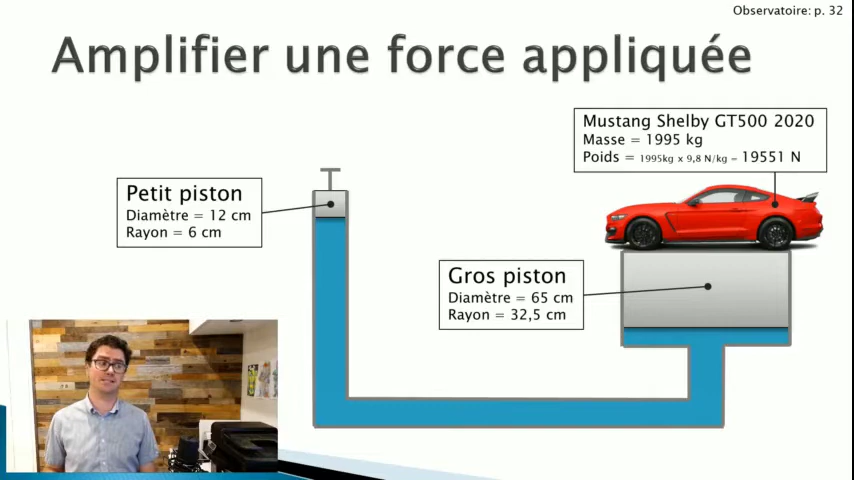 Observatoire: p. 32
Amplifier une force appliquée
Mustang Shelby GT500 2020
Masse = 1995 kg
Poids = 1995kg x 9,8 N/kg = 19551 N
Petit piston
Diamètre = 12 cm
Rayon = 6 cm
Gros piston
Diamètre = 65 cm
Rayon = 32,5 cm